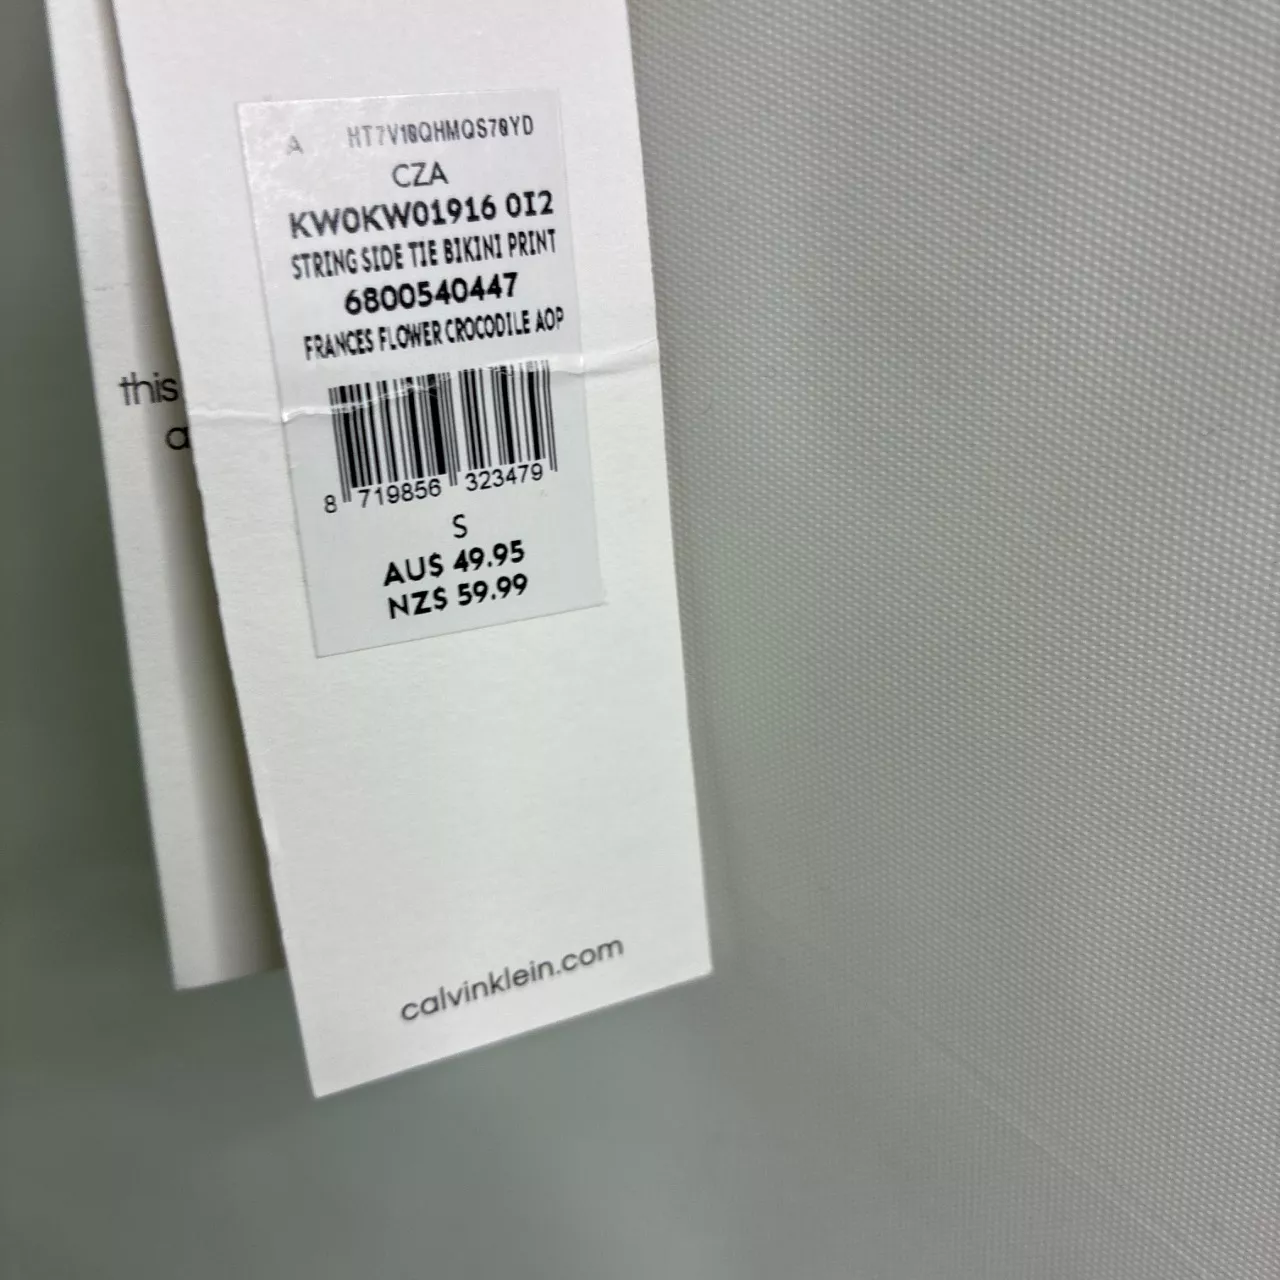 A HT7V10QHMQS70YD
CZA
KW0KW01916 0I2
STRING SIDE TIE BIKINI PRINT
6800540447
FRANCES FLOWER CROCODILE AOP
8 719856 323479
S
AU$ 49.95
NZ$ 59.99
calvinklein.com
this
a